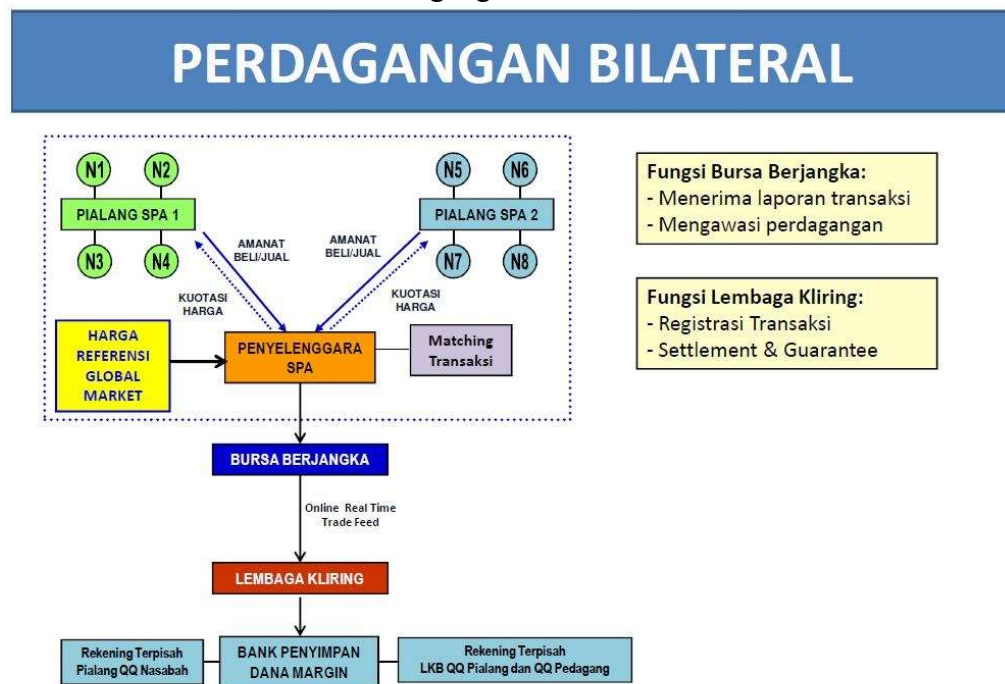 PERDAGANGAN BILATERAL
N1
N2
PIALANG SPA 1
N3
N4
N5
N6
PIALANG SPA 2
N7
N8
AMANAT
BELI/JUAL
AMANAT
BELI/JUAL
KUOTASI
HARGA
KUOTASI
HARGA
HARGA
REFERENSI
GLOBAL
MARKET
PENYELENGGARA
SPA
Matching
Transaksi
BURSA BERJANGKA
Online Real Time
Trade Feed
LEMBAGA KLIRING
Rekening Terpisah
Pialang QQ Nasabah
BANK PENYIMPAN
DANA MARGIN
Rekening Terpisah
LKB QQ Pialang dan QQ Pedagang
Fungsi Bursa Berjangka:
- Menerima laporan transaksi
- Mengawasi perdagangan
Fungsi Lembaga Kliring:
- Registrasi Transaksi
- Settlement & Guarantee